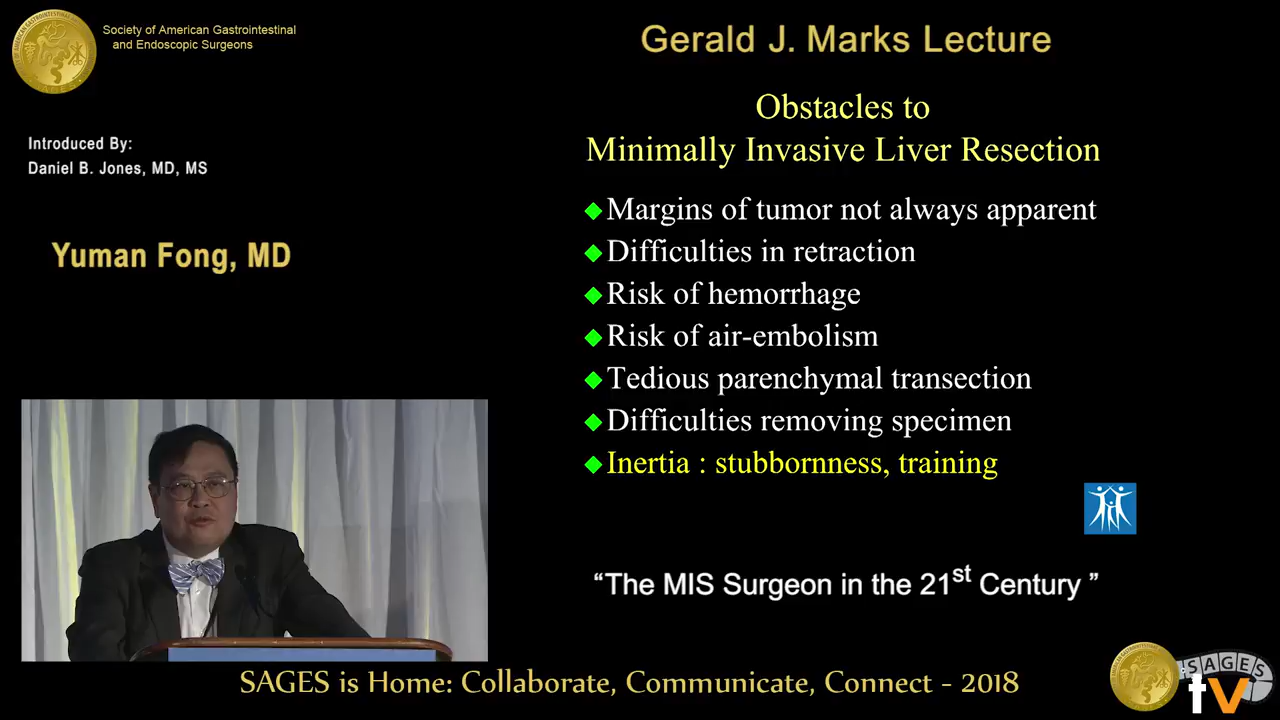 Society of American Gastrointestinal
and Endoscopic Surgeons
Introduced By:
Daniel B. Jones, MD, MS
Yuman Fong, MD
Gerald J. Marks Lecture
Obstacles to
Minimally Invasive Liver Resection
Margins of tumor not always apparent
Difficulties in retraction
Risk of hemorrhage
Risk of air-embolism
Tedious parenchymal transection
Difficulties removing specimen
Inertia : stubbornness, training
“The MIS Surgeon in the 21st Century ”
SAGES is Home: Collaborate, Communicate, Connect - 2018
SAGES
tv